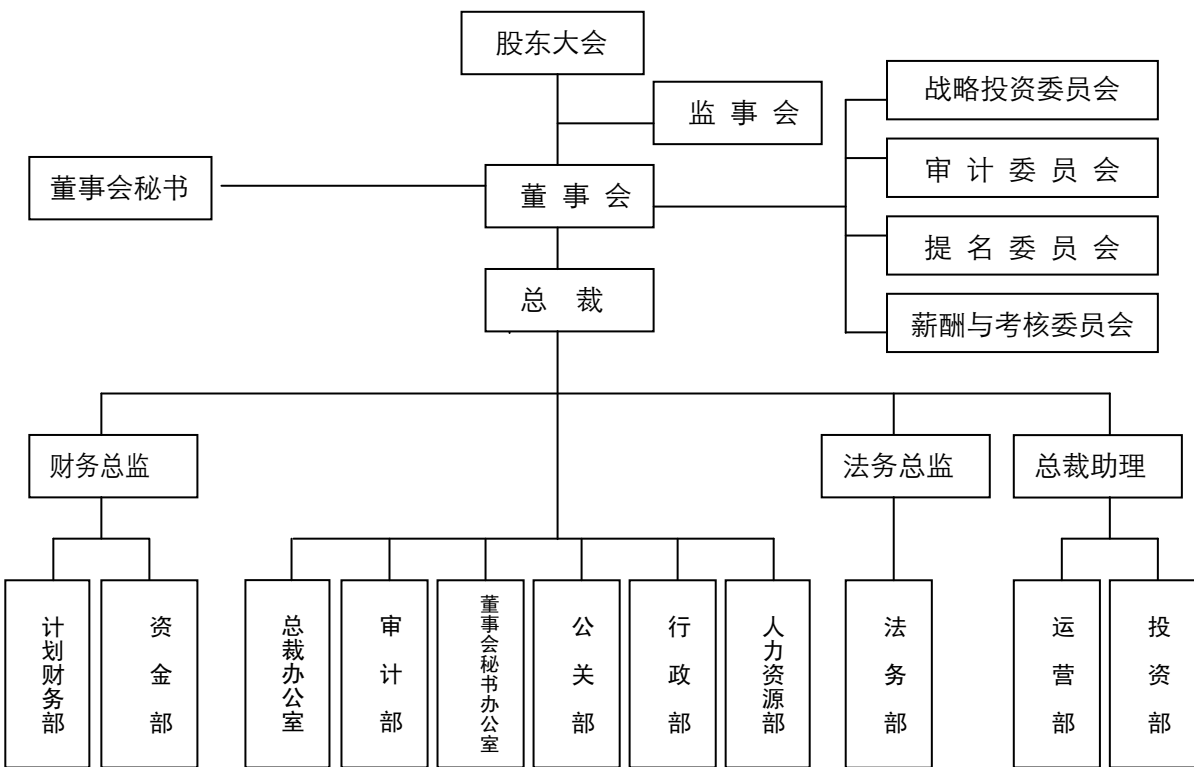 股东大会
监 事 会
战略投资委员会
审 计 委 员 会
董事会秘书
董 事 会
提 名 委 员 会
总 裁
薪酬与考核委员会
财务总监
法务总监
总裁助理
计划财务部
资金部
总裁办公室
审计部
董事会秘书办公室
公关部
行政部
人力资源部
法务部
运营部
投资部